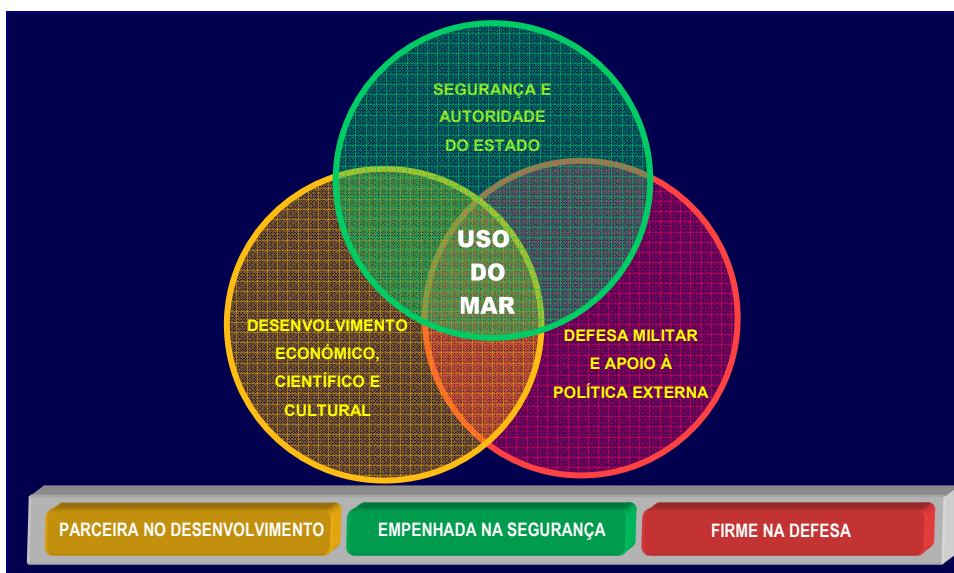 SEGURANÇA E
AUTORIDADE
DO ESTADO
USO
DO
MAR
DESENVOLVIMENTO
ECONÓMICO,
CIENTÍFICO E
CULTURAL
DEFESA MILITAR
E APOIO À
POLÍTICA EXTERNA
PARCEIRA NO DESENVOLVIMENTO
EMPENHADA NA SEGURANÇA
FIRME NA DEFESA